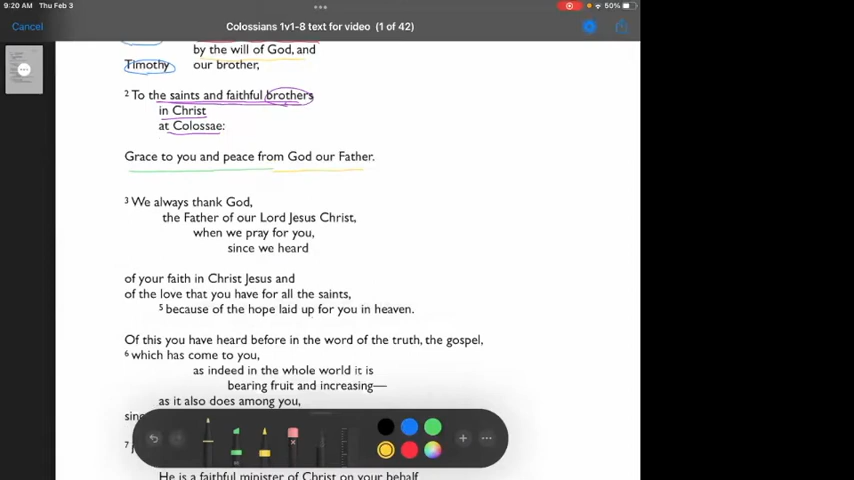 9:20 AM Thu Feb 3
50%
Cancel
Colossians 1v1-8 text for video (1 of 42)
by the will of God, and
Timothy our brother,
2 To the saints and faithful brothers
in Christ
at Colossae:
Grace to you and peace from God our Father.
3 We always thank God,
the Father of our Lord Jesus Christ,
when we pray for you,
since we heard
of your faith in Christ Jesus and
of the love that you have for all the saints,
5 because of the hope laid up for you in heaven.
Of this you have heard before in the word of the truth, the gospel,
6 which has come to you,
as indeed in the whole world it is
bearing fruit and increasing—
as it also does among you,
7
He is a faithful minister of Christ on your behalf